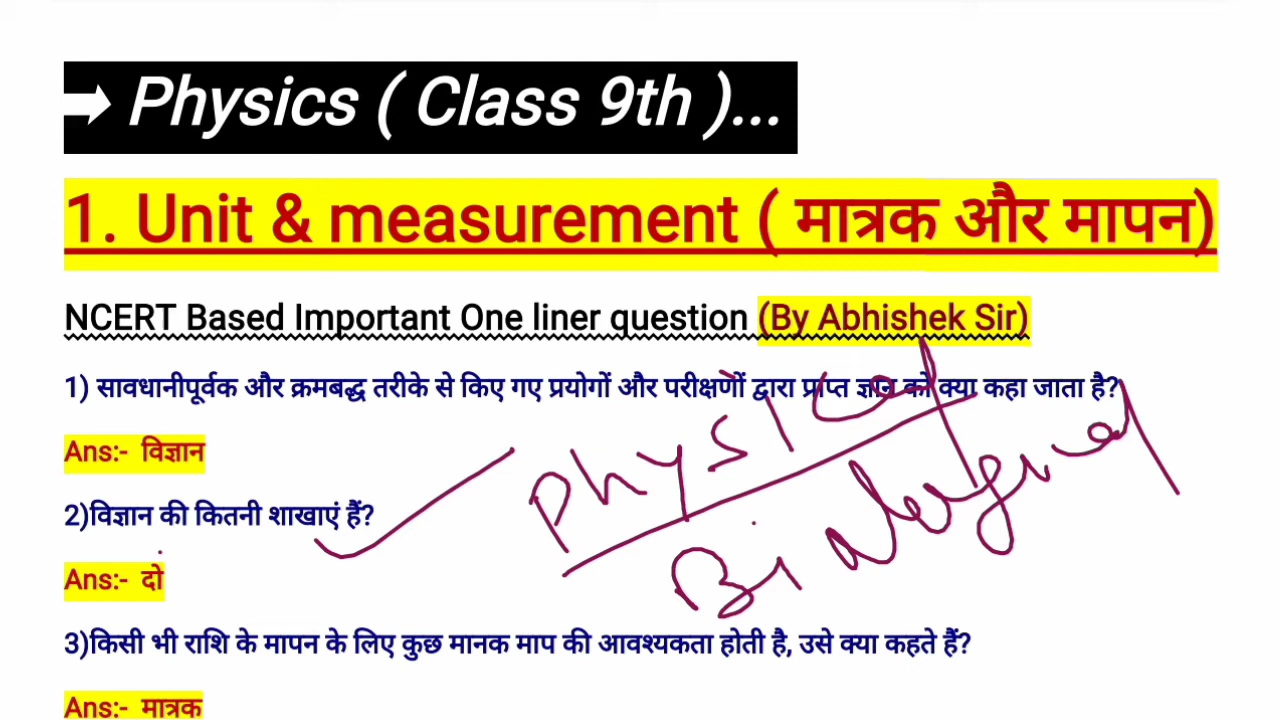 ➡ Physics ( Class 9th )...
1. Unit & measurement ( मात्रक और मापन)
NCERT Based Important One liner question (By Abhishek Sir)
1) सावधानीपूर्वक और क्रमबद्ध तरीके से किए गए प्रयोगों और परीक्षणों द्वारा प्राप्त ज्ञान को क्या कहा जाता है?
Ans:- विज्ञान
2)विज्ञान की कितनी शाखाएं हैं?
Physical
Biological
Ans:- दो
3)किसी भी राशि के मापन के लिए कुछ मानक माप की आवश्यकता होती है, उसे क्या कहते हैं?
Ans:- मात्रक